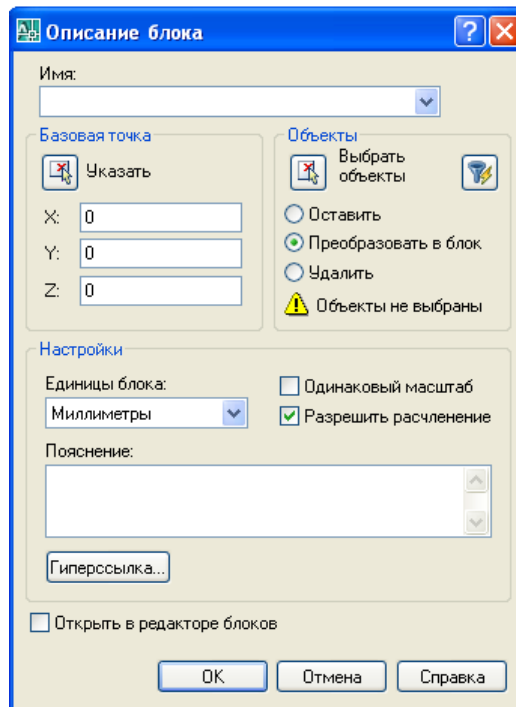 Описание блока
Имя:
Базовая точка
Указать
X: 0
Y: 0
Z: 0
Объекты
Выбрать
объекты
Оставить
Преобразовать в блок
Удалить
Объекты не выбраны
Настройки
Единицы блока:
Миллиметры
Одинаковый масштаб
Разрешить расчленение
Пояснение:
Гиперссылка...
Открыть в редакторе блоков
OK Отмена Справка